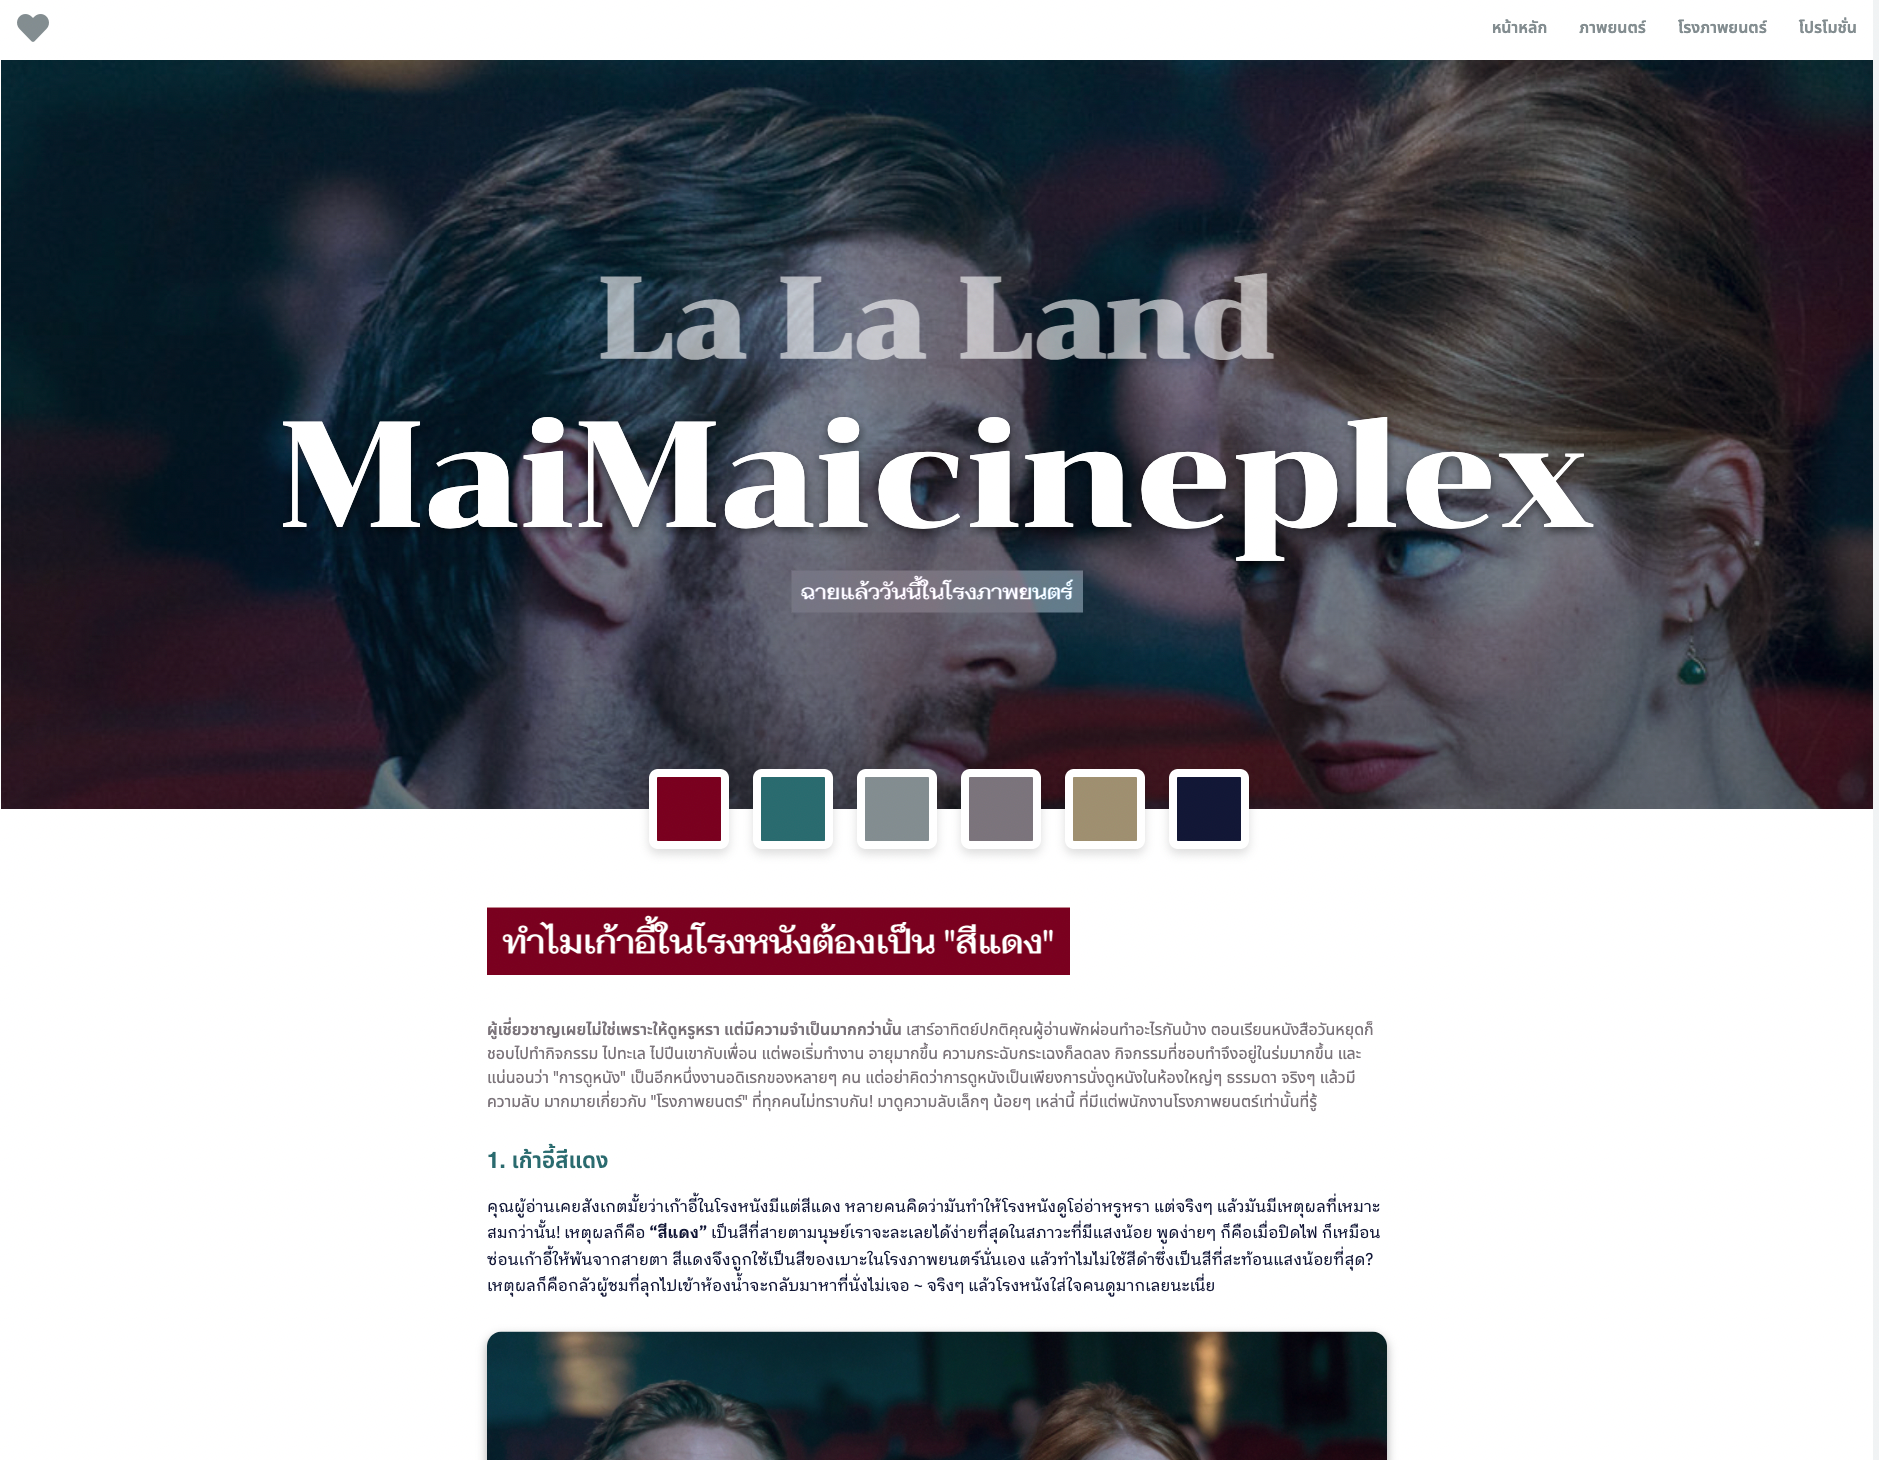 หน้าหลัก ภาพยนตร์ โรงภาพยนตร์ โปรโมชั่น
La La Land
MaiMaicineplex
ฉายแล้ววันนี้ในโรงภาพยนตร์
ทำไมเก้าอี้ในโรงหนังต้องเป็น "สีแดง"
ผู้เชี่ยวชาญเผยไม่ใช่เพราะให้ดูหรูหรา แต่มีความจำเป็นมากกว่านั้น เสาร์อาทิตย์ปกติคุณผู้อ่านพักผ่อนทำอะไรกันบ้าง ตอนเรียนหนังสือวันหยุดก็
ชอบไปทำกิจกรรม ไปทะเล ไปปีนเขากับเพื่อน แต่พอเริ่มทำงาน อายุมากขึ้น ความกระฉับกระเฉงก็ลดลง กิจกรรมที่ชอบทำจึงอยู่ในร่มมากขึ้น และ
แน่นอนว่า "การดูหนัง" เป็นอีกหนึ่งงานอดิเรกของหลายๆ คน แต่อย่าคิดว่าการดูหนังเป็นเพียงการนั่งดูหนังในห้องใหญ่ๆ ธรรมดา จริงๆ แล้วมี
ความลับ มากมายเกี่ยวกับ "โรงภาพยนตร์" ที่ทุกคนไม่ทราบกัน! มาดูความลับเล็กๆ น้อยๆ เหล่านี้ ที่มีแต่พนักงานโรงภาพยนตร์เท่านั้นที่รู้
1. เก้าอี้สีแดง
คุณผู้อ่านเคยสังเกตมั้ยว่าเก้าอี้ในโรงหนังมีแต่สีแดง หลายคนคิดว่ามันทำให้โรงหนังดูโอ่อ่าหรูหรา แต่จริงๆ แล้วมันมีเหตุผลที่เหมาะ
สมกว่านั้น! เหตุผลก็คือ “สีแดง” เป็นสีที่สายตามนุษย์เราจะละเลยได้ง่ายที่สุดในสภาวะที่มีแสงน้อย พูดง่ายๆ ก็คือเมื่อปิดไฟ ก็เหมือน
ซ่อนเก้าอี้ให้พ้นจากสายตา สีแดงจึงถูกใช้เป็นสีของเบาะในโรงภาพยนตร์นั่นเอง แล้วทำไมไม่ใช้สีดำซึ่งเป็นสีที่สะท้อนแสงน้อยที่สุด?
เหตุผลก็คือกลัวผู้ชมที่ลุกไปเข้าห้องน้ำจะกลับมาหาที่นั่งไม่เจอ ~ จริงๆ แล้วโรงหนังใส่ใจคนดูมากเลยนะเนี่ย